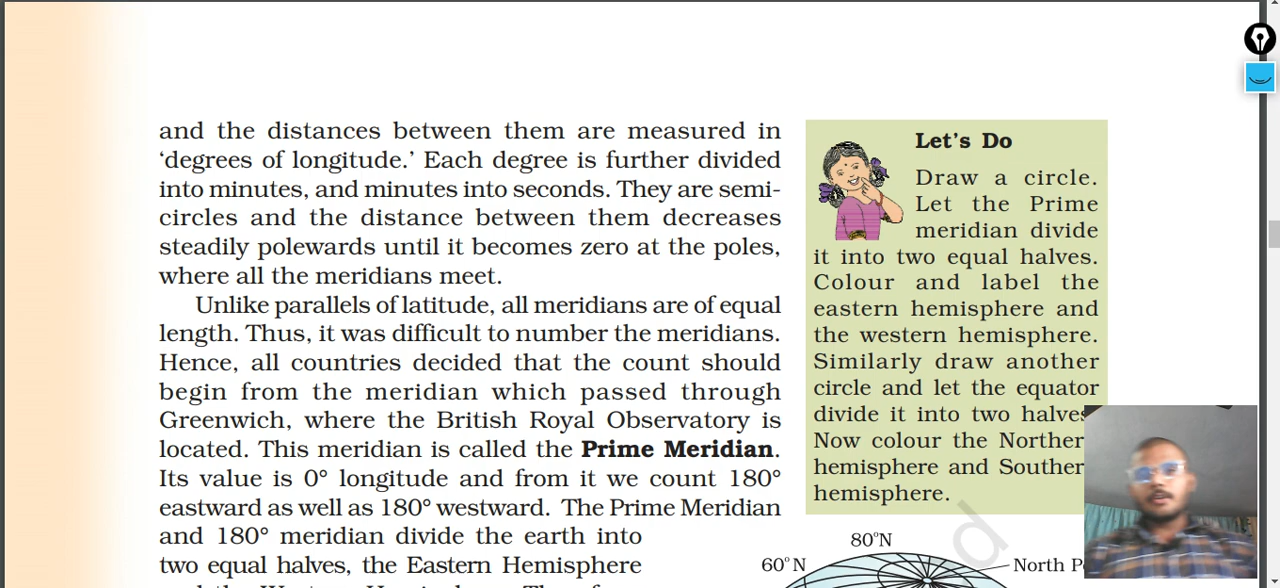 and the distances between them are measured in
‘degrees of longitude.’ Each degree is further divided
into minutes, and minutes into seconds. They are semi-
circles and the distance between them decreases
steadily polewards until it becomes zero at the poles,
where all the meridians meet.
Unlike parallels of latitude, all meridians are of equal
length. Thus, it was difficult to number the meridians.
Hence, all countries decided that the count should
begin from the meridian which passed through
Greenwich, where the British Royal Observatory is
located. This meridian is called the Prime Meridian.
Its value is 0° longitude and from it we count 180°
eastward as well as 180° westward. The Prime Meridian
and 180° meridian divide the earth into
two equal halves, the Eastern Hemisphere
Let’s Do
Draw a circle.
Let the Prime
meridian divide
it into two equal halves.
Colour and label the
eastern hemisphere and
the western hemisphere.
Similarly draw another
circle and let the equator
divide it into two halves
Now colour the Norther
hemisphere and Souther
hemisphere.
80°N
60°N
North P
d